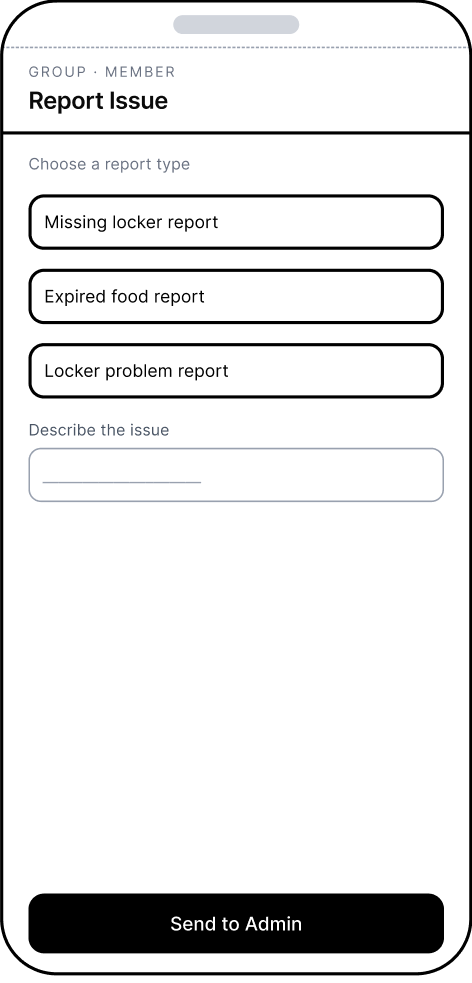 GROUP · MEMBER
Report Issue
Choose a report type
Missing locker report
Expired food report
Locker problem report
Describe the issue
Send to Admin